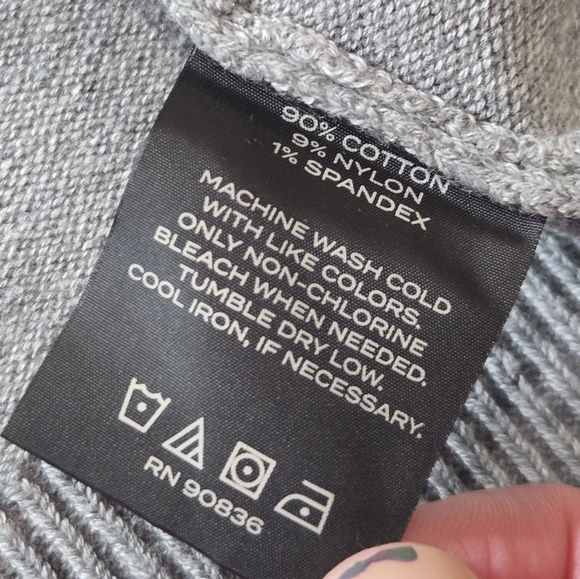 90% COTTON
9% NYLON
1% SPANDEX
MACHINE WASH COLD
WITH LIKE COLORS.
ONLY NON-CHLORINE
BLEACH WHEN NEEDED.
TUMBLE DRY LOW.
COOL IRON, IF NECESSARY.
RN 90836